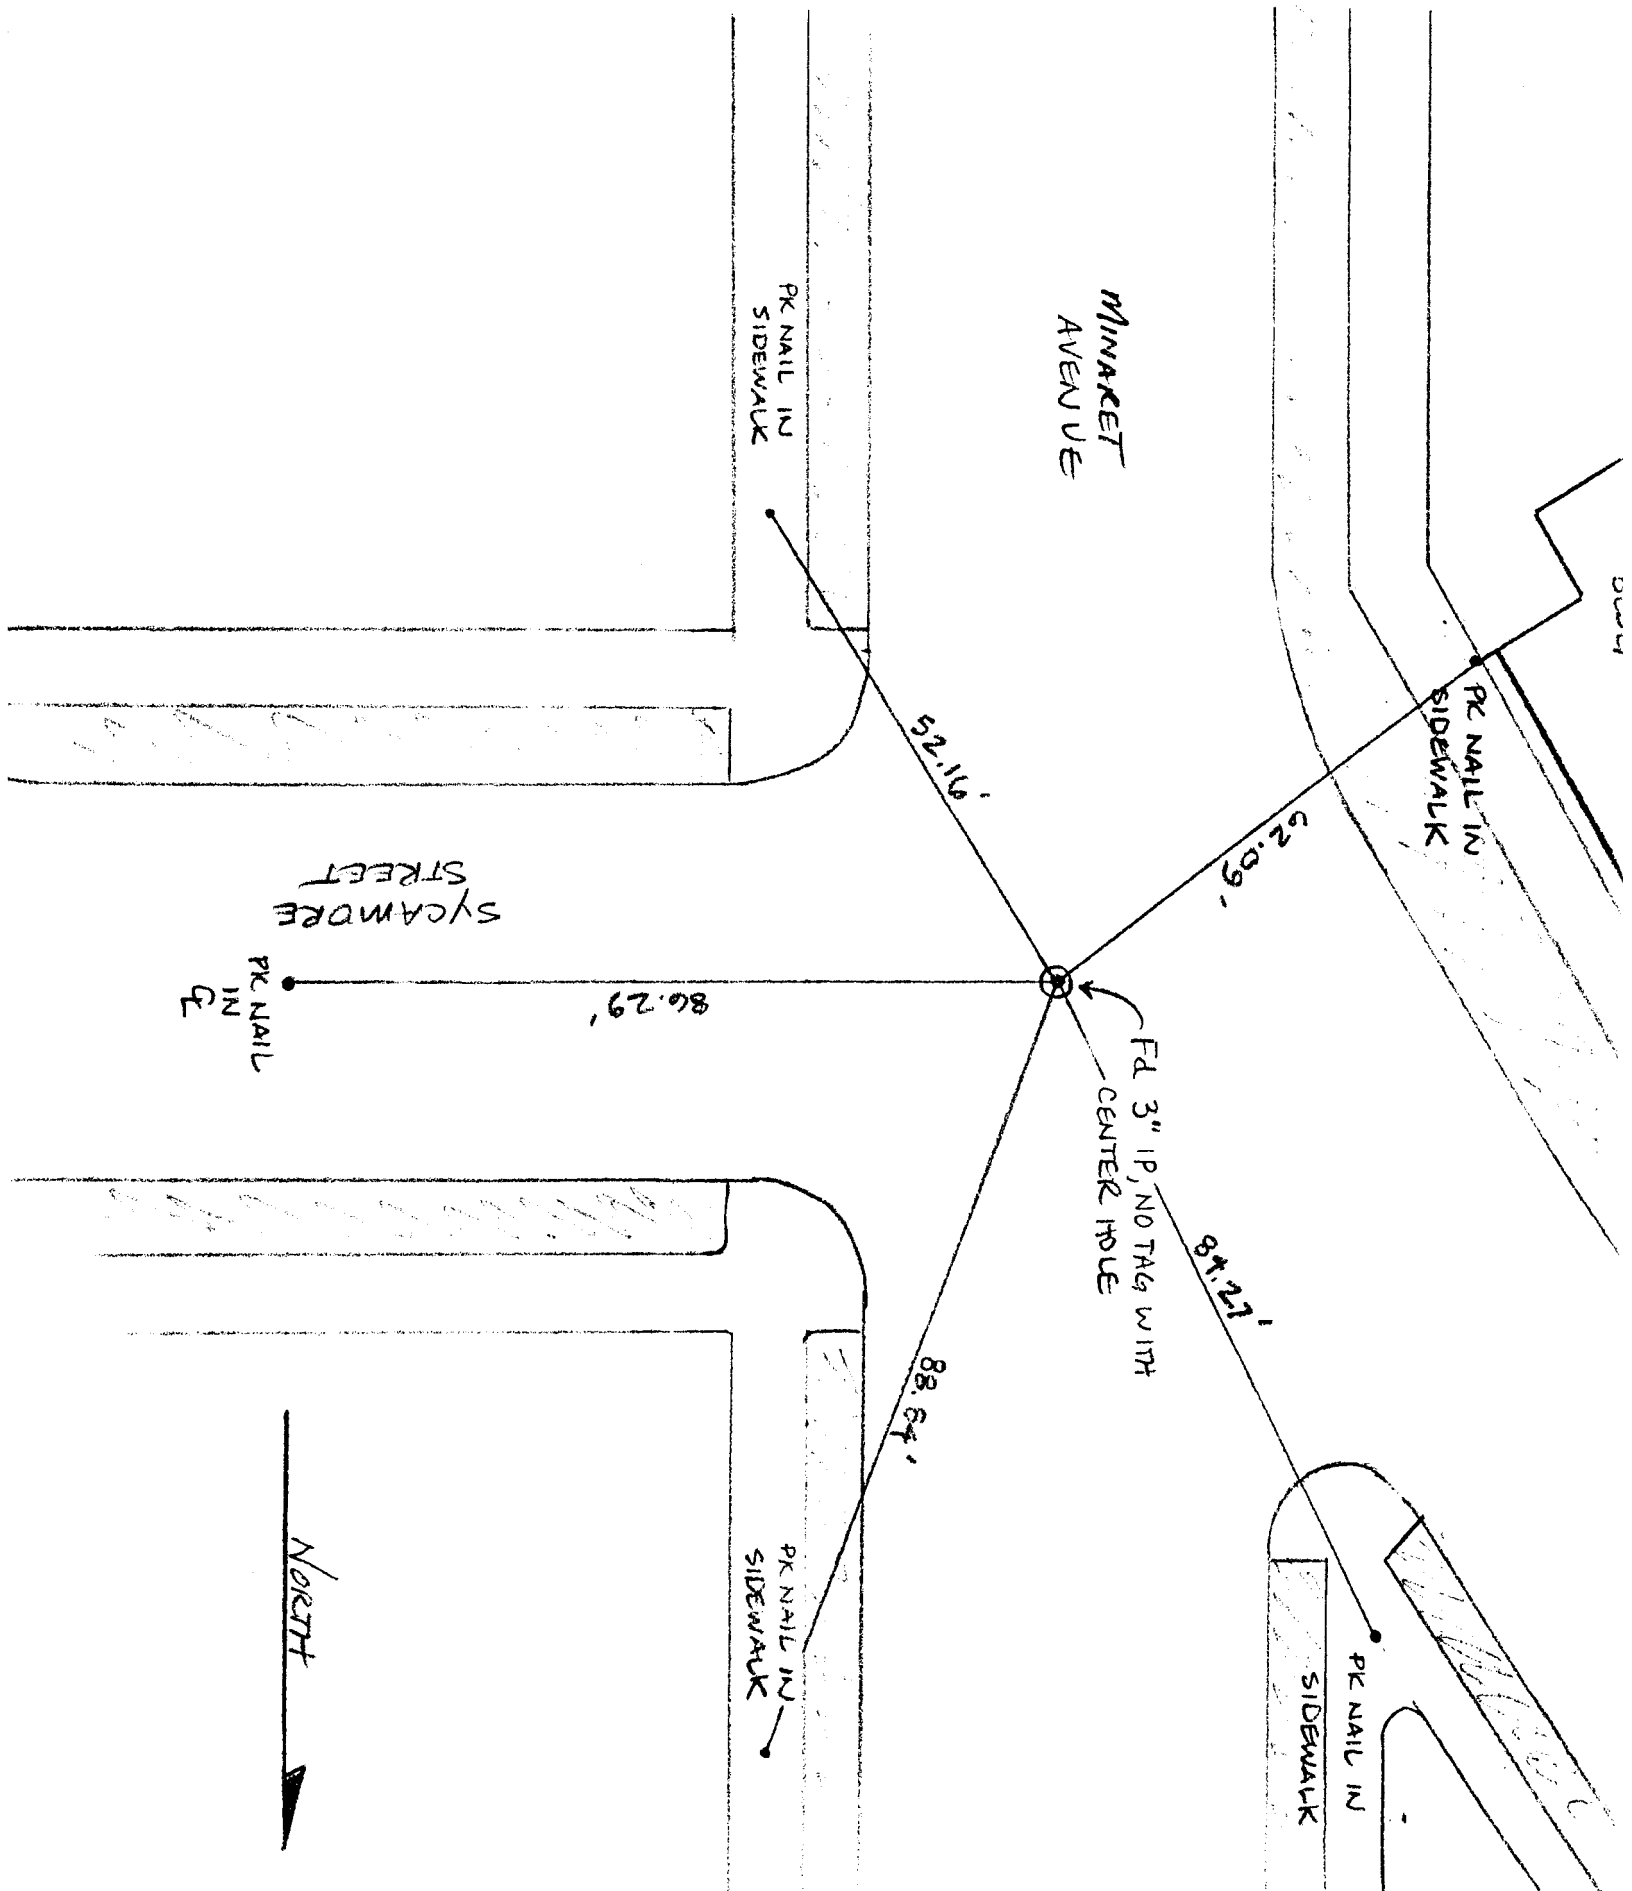 MINARET
AVENUE
PK NAIL IN
SIDEWALK
PK NAIL IN
SIDEWALK
52.16'
62.09'
SYCAMORE
STREET
PK NAIL
IN
CL
86.29'
Fd 3" IP, NO TAG WITH
CENTER HOLE
84.27'
88.84'
PK NAIL IN
SIDEWALK
PK NAIL IN
SIDEWALK
NORTH